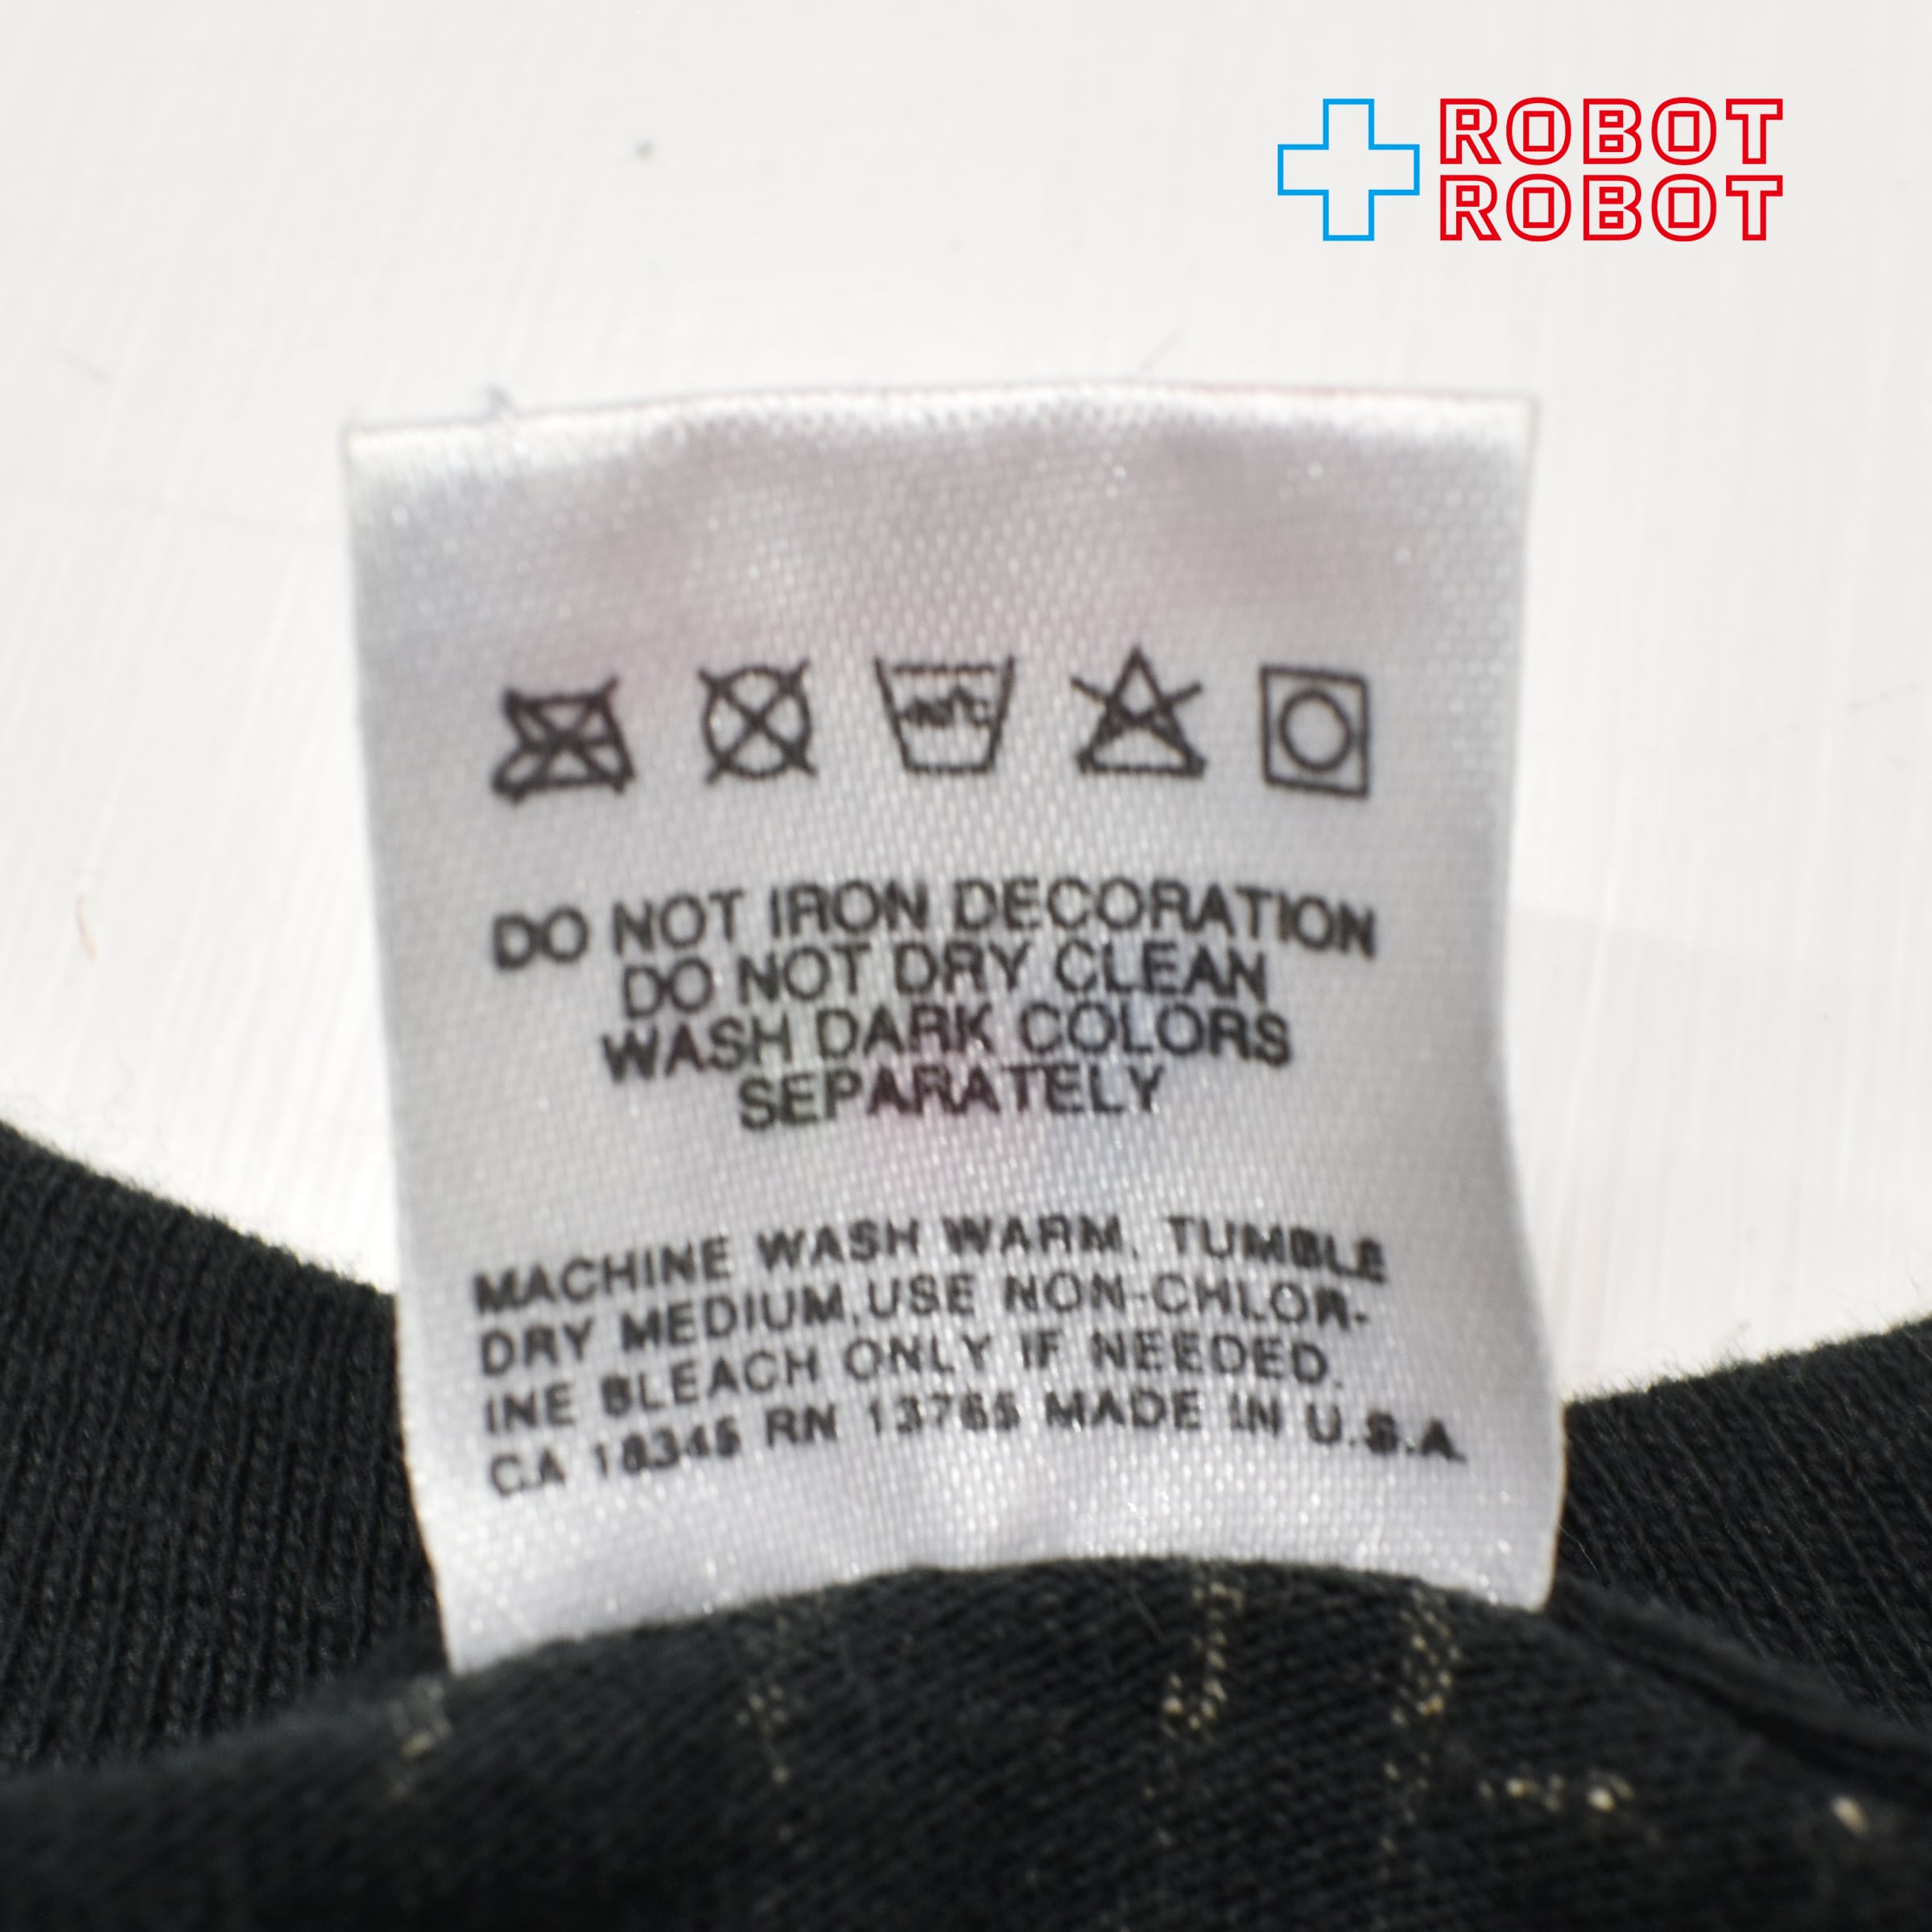 ROBOT
ROBOT
40°C
DO NOT IRON DECORATION
DO NOT DRY CLEAN
WASH DARK COLORS
SEPARATELY
MACHINE WASH WARM, TUMBLE
DRY MEDIUM,USE NON-CHLOR-
INE BLEACH ONLY IF NEEDED.
CA 18345 RN 13765 MADE IN U.S.A.